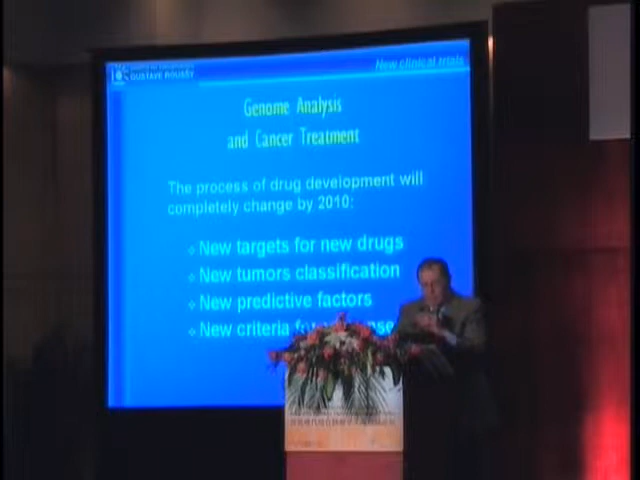 GUSTAVE ROUSSY
New clinical trials
Genome Analysis
and Cancer Treatment
The process of drug development will
completely change by 2010:
New targets for new drugs
New tumors classification
New predictive factors
New criteria